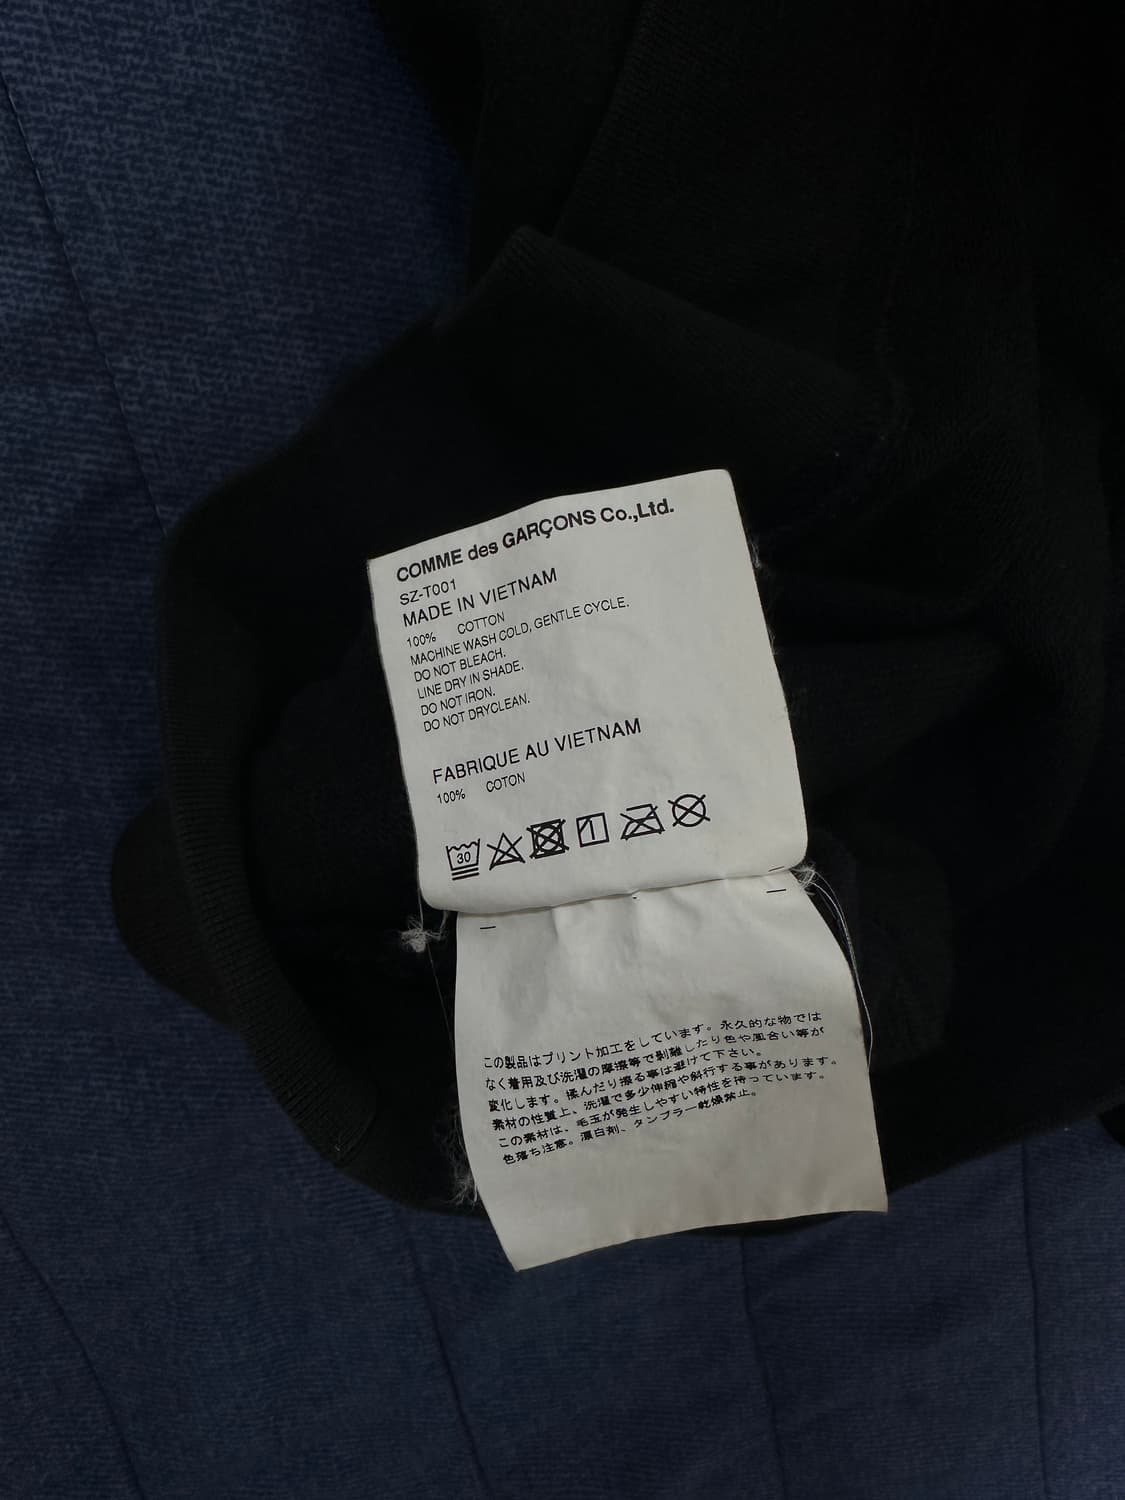 COMME des GARÇONS Co.,Ltd.
SZ-T001
MADE IN VIETNAM
100% COTTON
MACHINE WASH COLD, GENTLE CYCLE.
DO NOT BLEACH.
LINE DRY IN SHADE.
DO NOT IRON.
DO NOT DRYCLEAN.
FABRIQUE AU VIETNAM
100% COTON
30
この製品はプリント加工をしています。永久的な物では
なく着用及び洗濯の摩擦等で剥離したり色や風合い等が
変化します。揉んだり擦る事は避けて下さい。
素材の性質上、洗濯で多少伸縮や斜行する事があります。
この素材は、毛玉が発生しやすい特性を持っています。
色落ち注意。漂白剤、タンブラー乾燥禁止。